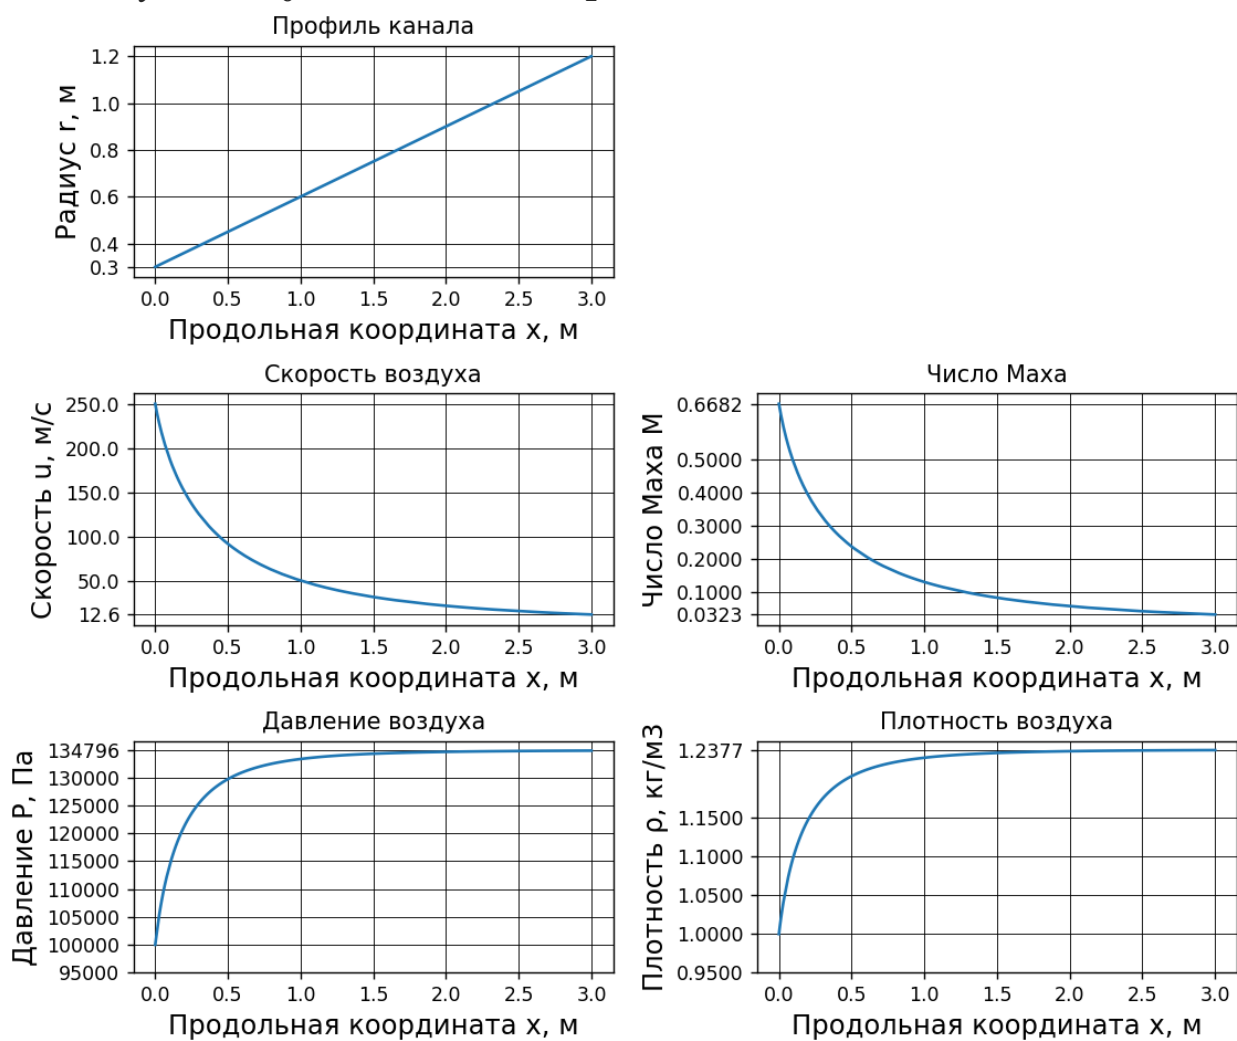 Профиль канала
Радиус r, м
1.2
1.0
0.8
0.6
0.4
0.3
0.0 0.5 1.0 1.5 2.0 2.5 3.0
Продольная координата x, м
Скорость воздуха
Скорость u, м/с
250.0
200.0
150.0
100.0
50.0
12.6
0.0 0.5 1.0 1.5 2.0 2.5 3.0
Продольная координата x, м
Число Маха
Число Маха М
0.6682
0.5000
0.4000
0.3000
0.2000
0.1000
0.0323
0.0 0.5 1.0 1.5 2.0 2.5 3.0
Продольная координата x, м
Давление воздуха
Давление P, Па
134796
130000
125000
120000
115000
110000
105000
100000
95000
0.0 0.5 1.0 1.5 2.0 2.5 3.0
Продольная координата x, м
Плотность воздуха
Плотность ρ, кг/м3
1.2377
1.1500
1.1000
1.0500
1.0000
0.9500
0.0 0.5 1.0 1.5 2.0 2.5 3.0
Продольная координата x, м